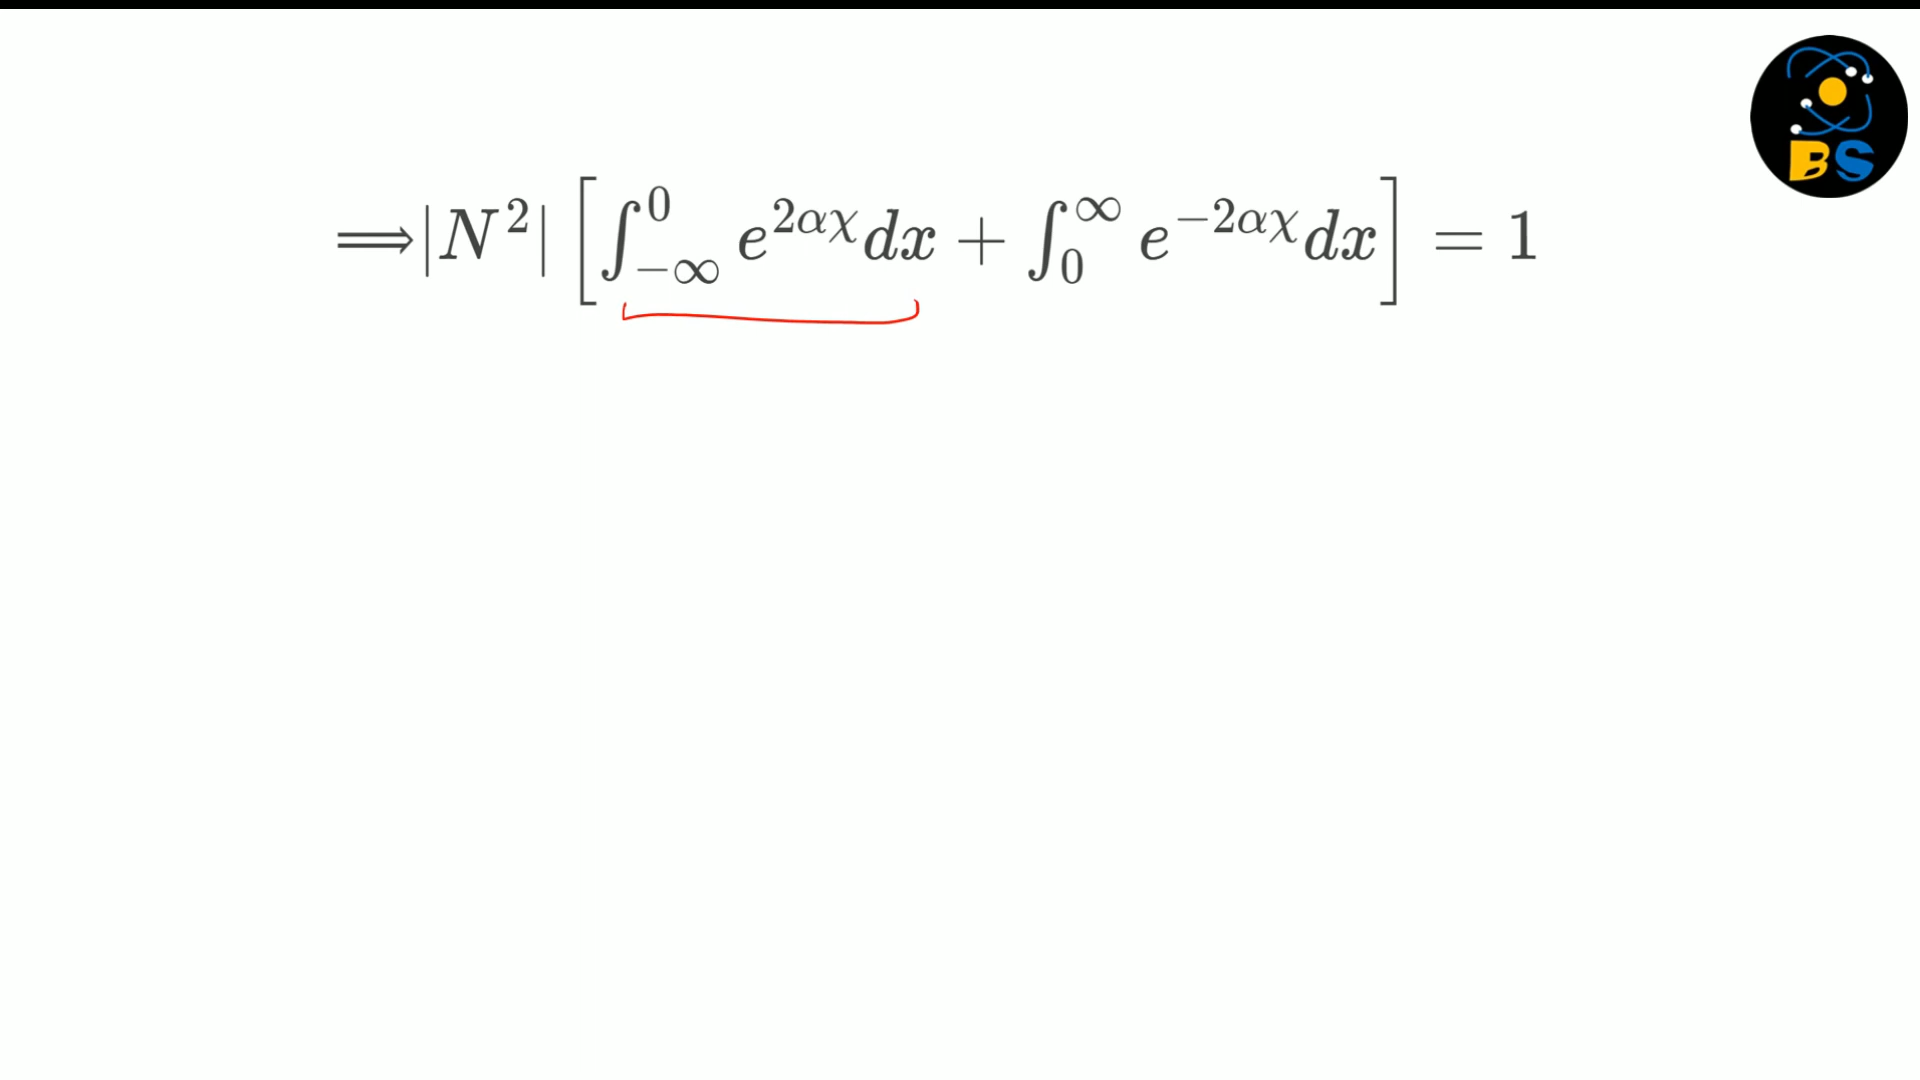 ⟹|N²| [∫_{-∞}^{0} e^{2αχ}dx + ∫_{0}^{∞} e^{-2αχ}dx] = 1
BS